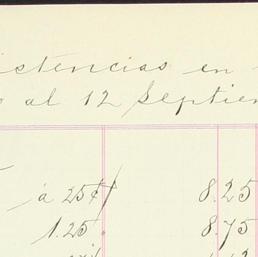 istencias en
al 12 Septien
á 25¢ 8.25
1.25 8.75